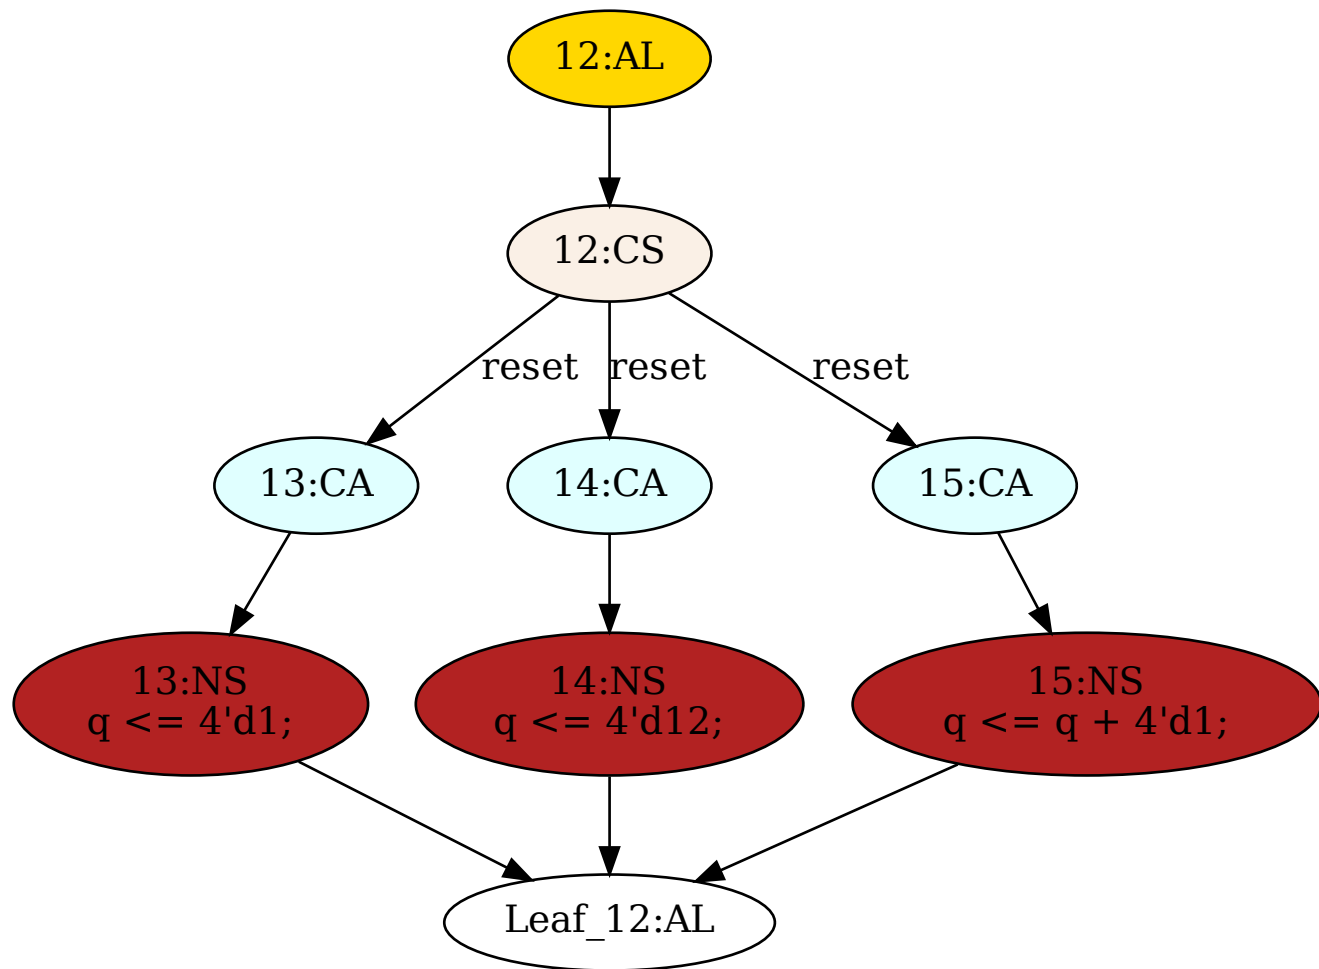 12:AL
12:CS
reset
reset
reset
13:CA
14:CA
15:CA
13:NS
q <= 4'd1;
14:NS
q <= 4'd12;
15:NS
q <= q + 4'd1;
Leaf_12:AL